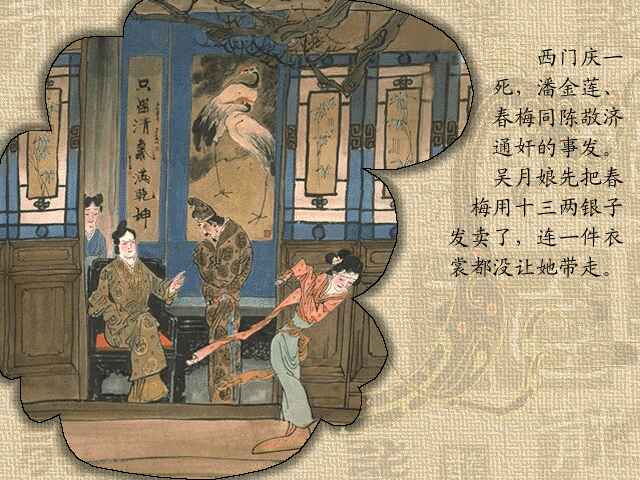 西门庆一
死，潘金莲、
春梅同陈敬济
通奸的事发。
吴月娘先把春
梅用十三两银子
发卖了，连一件衣
裳都没让她带走。
只留清氣滿乾坤